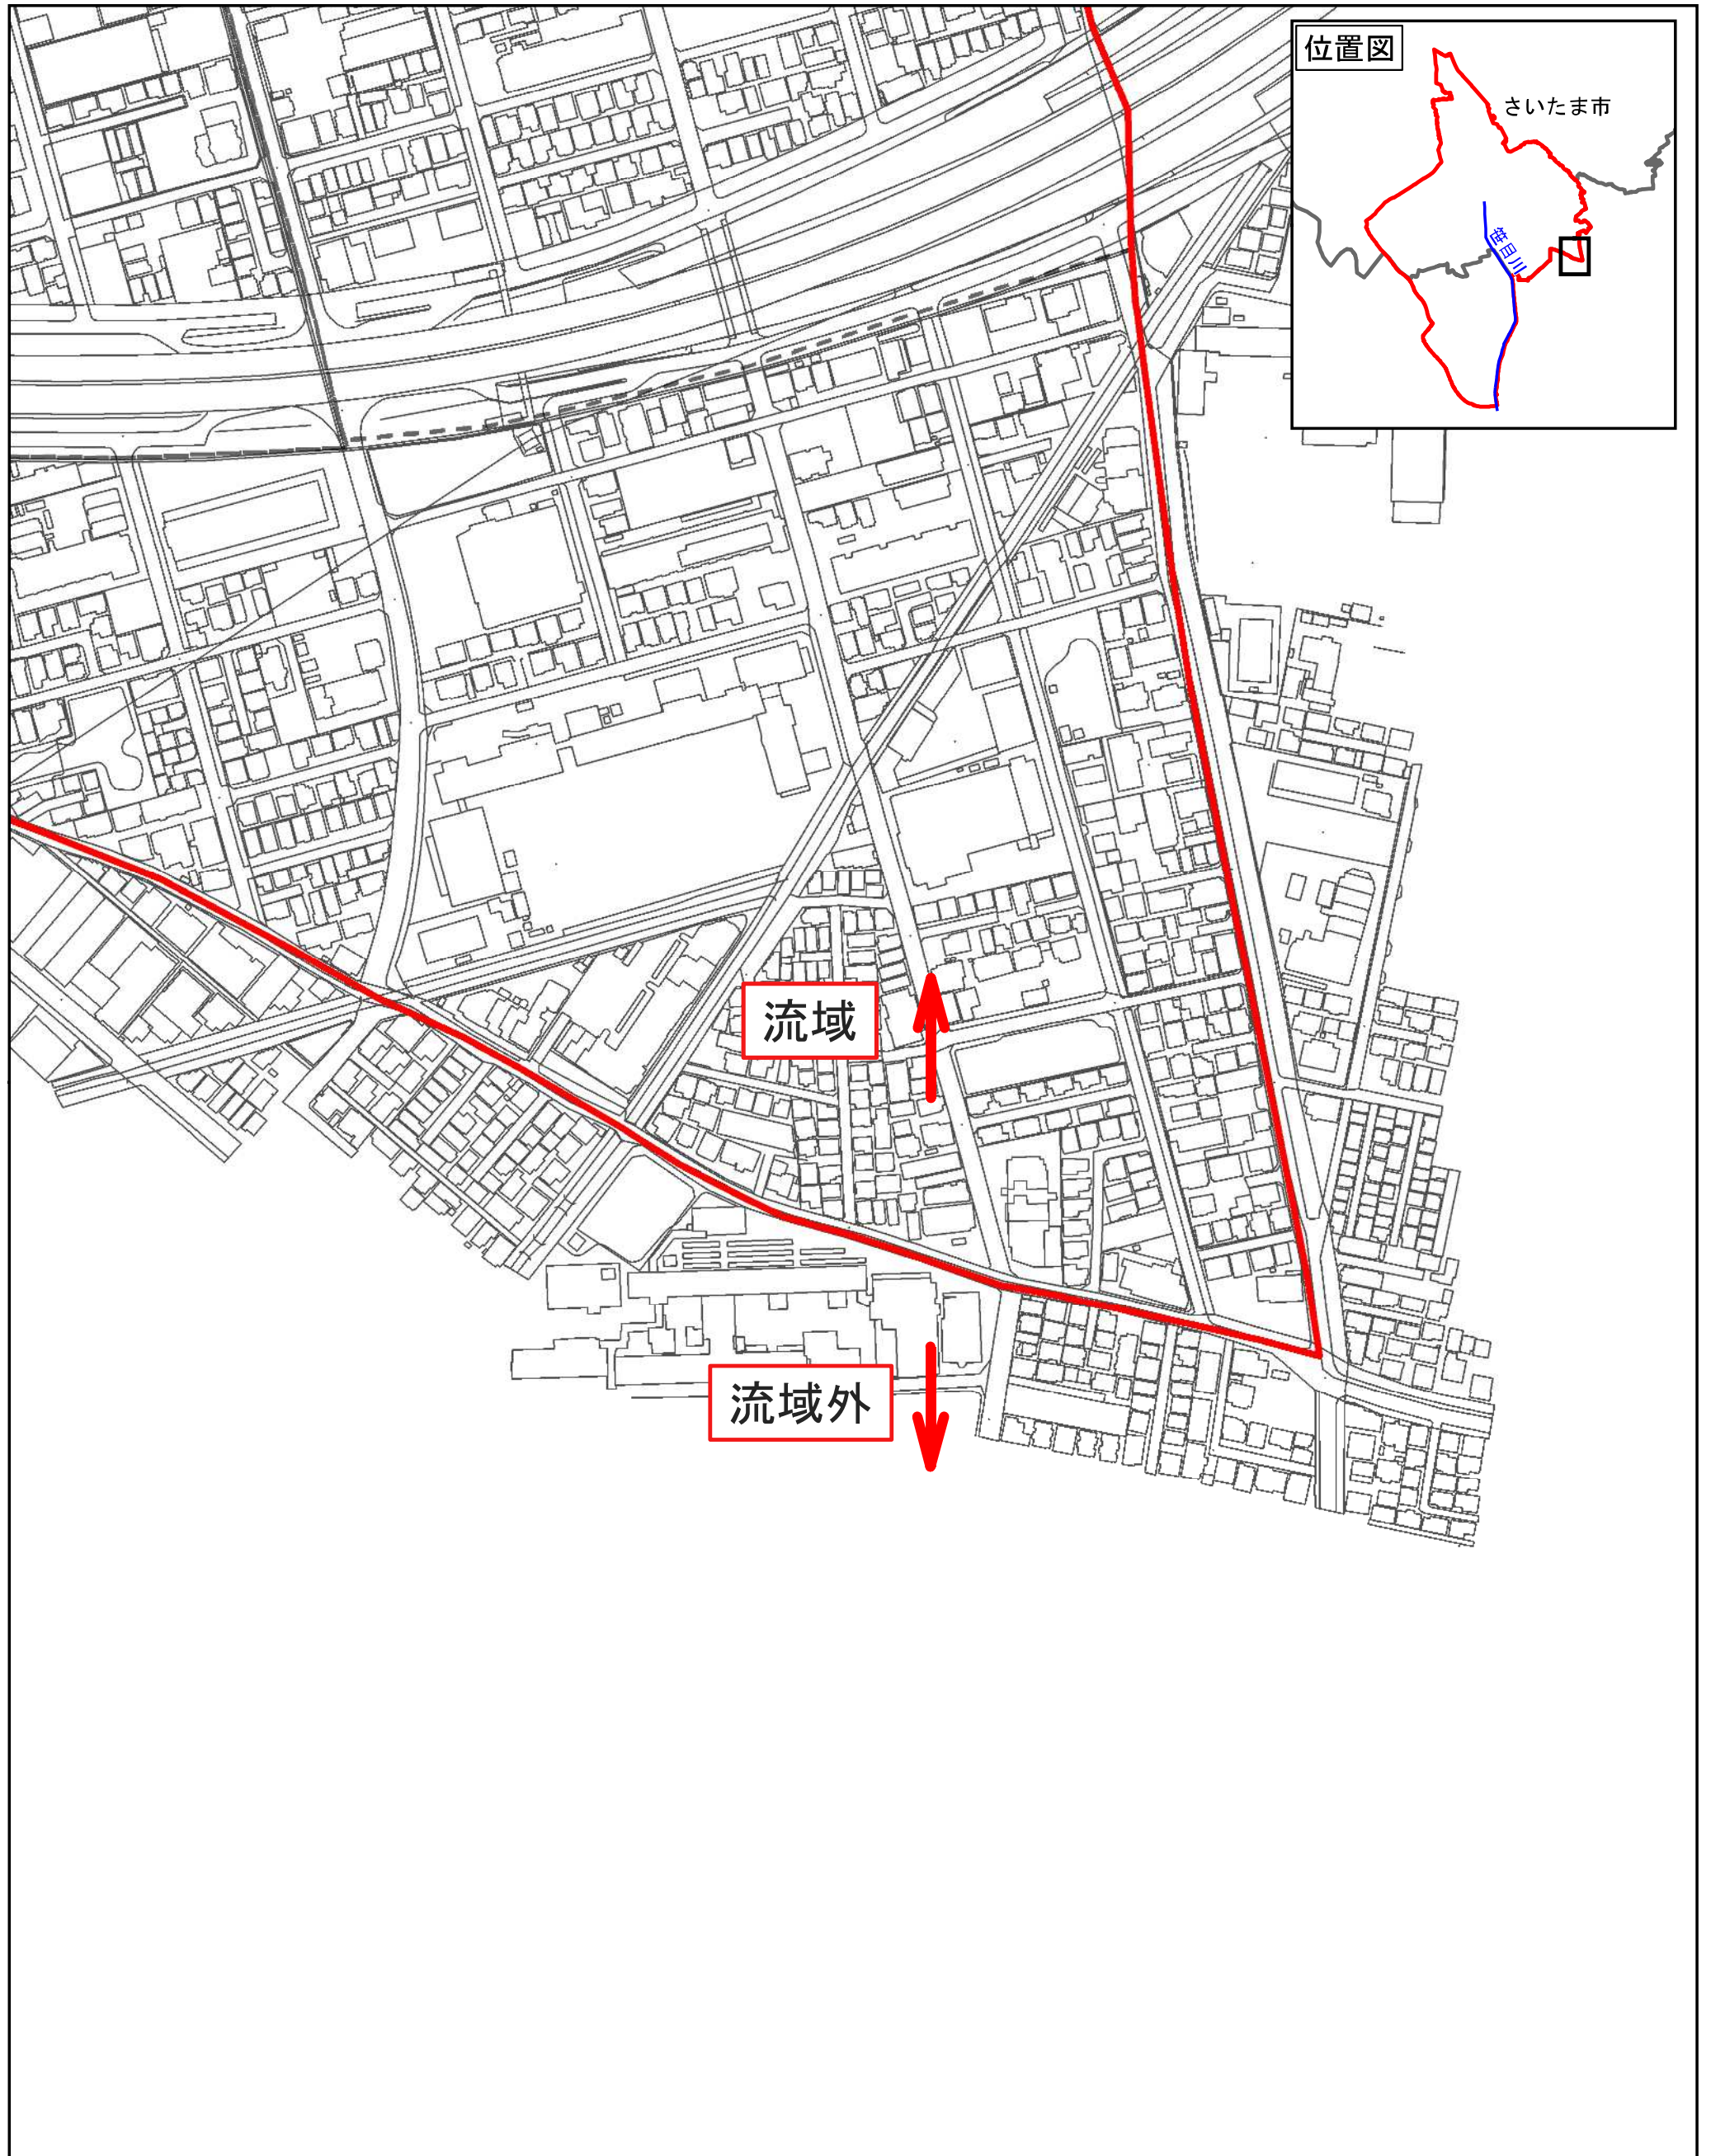 位置図
さいたま市
笹目川
流域
流域外